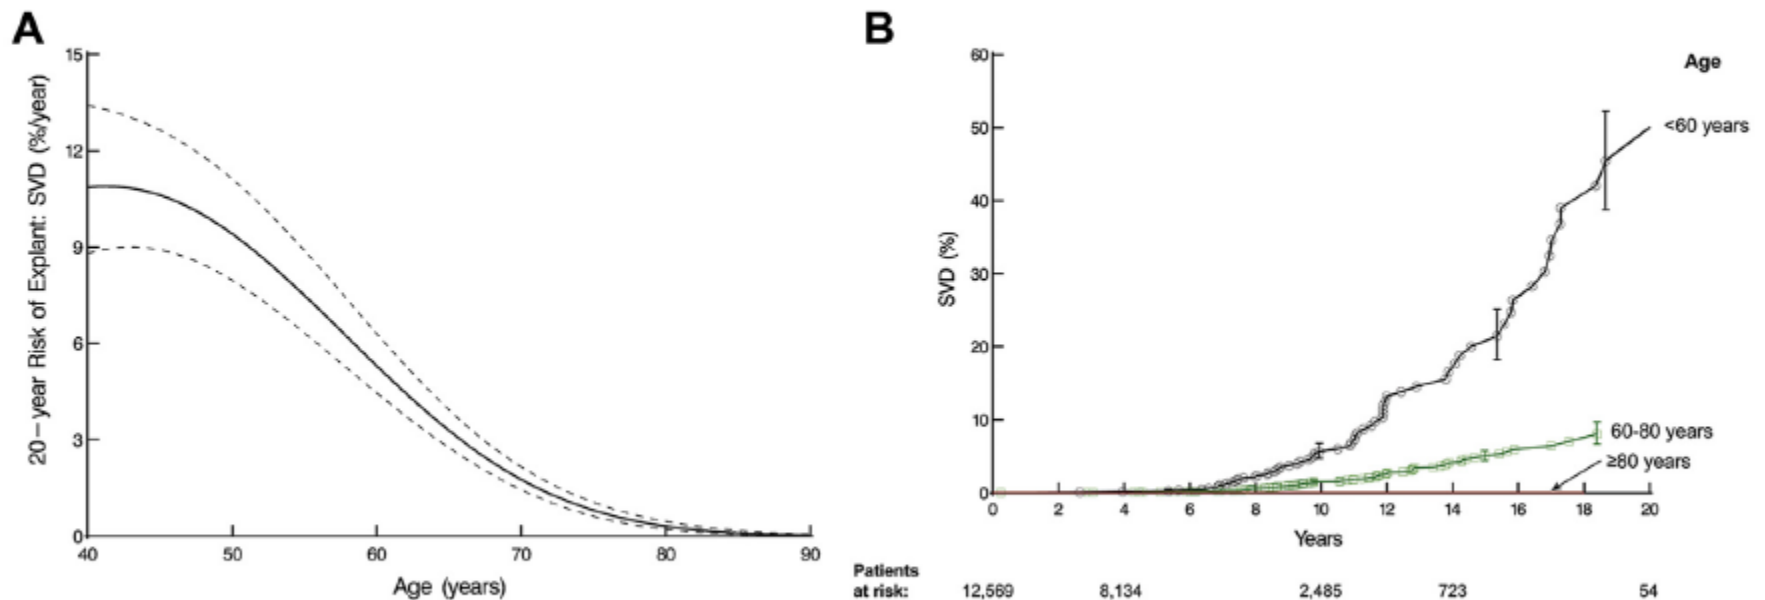 A
20-year Risk of Explant: SVD (%/year)
15
12
9
6
3
0
40 50 60 70 80 90
Age (years)
B
SVD (%)
60
50
40
30
20
10
0
Age
<60 years
60-80 years
≥80 years
0 2 4 6 8 10 12 14 16 18 20
Years
Patients
at risk: 12,569 8,134 2,485 723 54